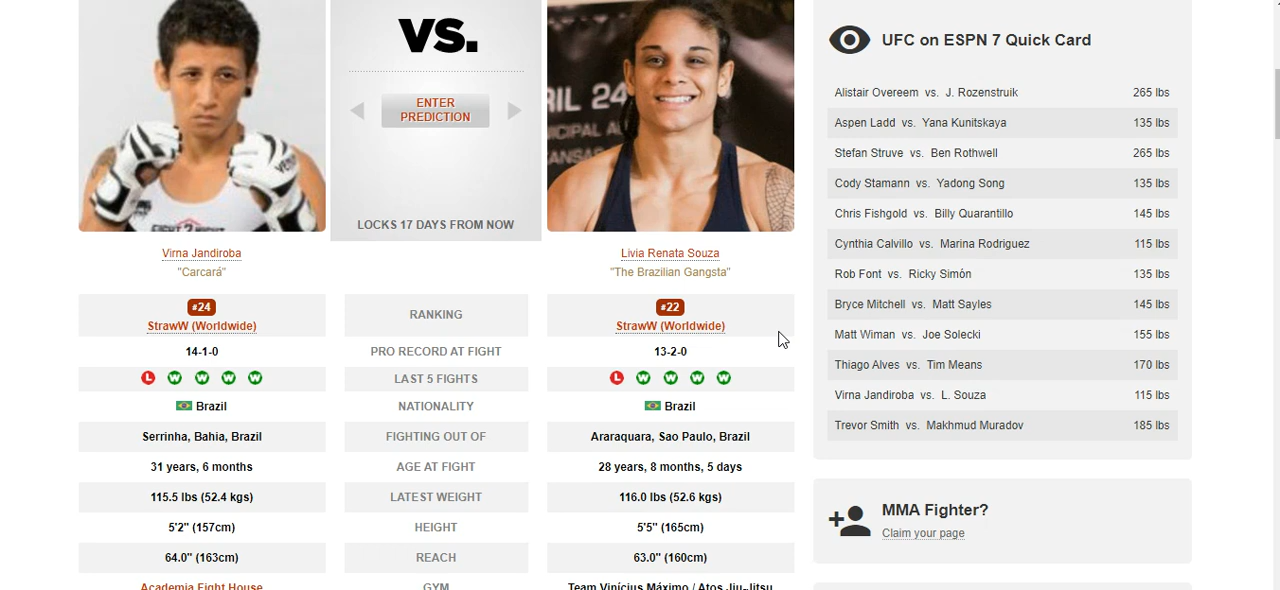 VS.
ENTER
PREDICTION
LOCKS 17 DAYS FROM NOW
RIL 24
Virna Jandiroba
"Carcará"
Livia Renata Souza
"The Brazilian Gangsta"
#24 RANKING #22
StrawW (Worldwide) StrawW (Worldwide)
14-1-0 PRO RECORD AT FIGHT 13-2-0
L W W W W LAST 5 FIGHTS L W W W W
Brazil NATIONALITY Brazil
Serrinha, Bahia, Brazil FIGHTING OUT OF Araraquara, Sao Paulo, Brazil
31 years, 6 months AGE AT FIGHT 28 years, 8 months, 5 days
115.5 lbs (52.4 kgs) LATEST WEIGHT 116.0 lbs (52.6 kgs)
5'2" (157cm) HEIGHT 5'5" (165cm)
64.0" (163cm) REACH 63.0" (160cm)
Academia Fight House GYM Team Vinícius Máximo / Atos Jiu-Jitsu
UFC on ESPN 7 Quick Card
Alistair Overeem vs. J. Rozenstruik 265 lbs
Aspen Ladd vs. Yana Kunitskaya 135 lbs
Stefan Struve vs. Ben Rothwell 265 lbs
Cody Stamann vs. Yadong Song 135 lbs
Chris Fishgold vs. Billy Quarantillo 145 lbs
Cynthia Calvillo vs. Marina Rodriguez 115 lbs
Rob Font vs. Ricky Simón 135 lbs
Bryce Mitchell vs. Matt Sayles 145 lbs
Matt Wiman vs. Joe Solecki 155 lbs
Thiago Alves vs. Tim Means 170 lbs
Virna Jandiroba vs. L. Souza 115 lbs
Trevor Smith vs. Makhmud Muradov 185 lbs
MMA Fighter?
Claim your page